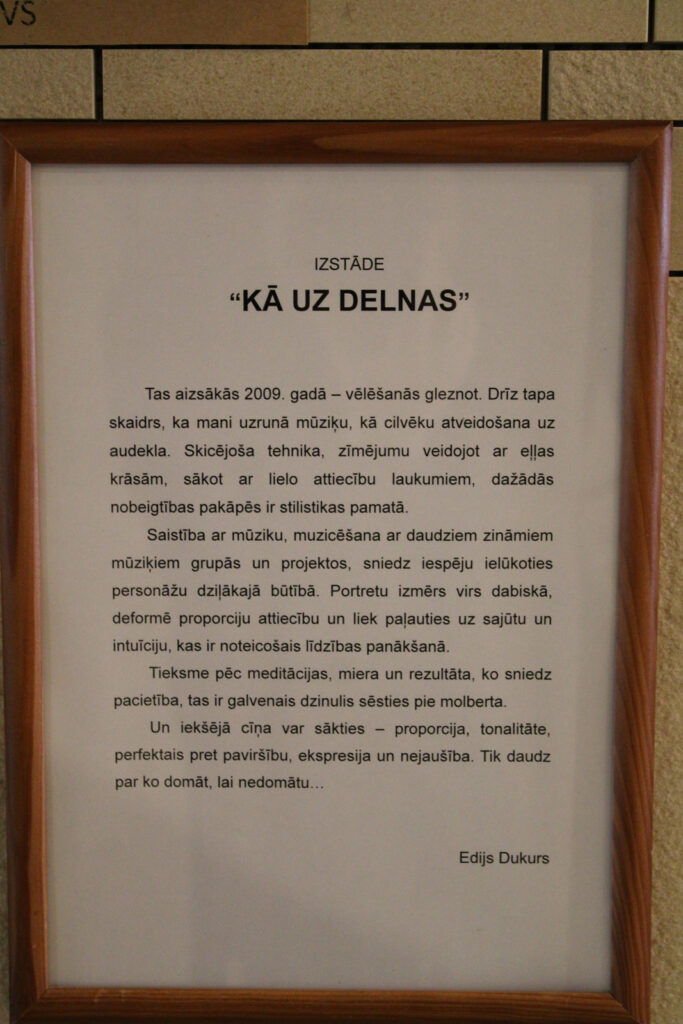 VS
IZSTĀDE
“KĀ UZ DELNAS”
Tas aizsākās 2009. gadā – vēlēšanās gleznot. Drīz tapa
skaidrs, ka mani uzrunā mūziķu, kā cilvēku atveidošana uz
audekla. Skicējoša tehnika, zīmējumu veidojot ar eļļas
krāsām, sākot ar lielo attiecību laukumiem, dažādās
nobeigtības pakāpēs ir stilistikas pamatā.
Saistība ar mūziku, muzicēšana ar daudziem zināmiem
mūziķiem grupās un projektos, sniedz iespēju ielūkoties
personāžu dziļākajā būtībā. Portretu izmērs virs dabiskā,
deformē proporciju attiecību un liek paļauties uz sajūtu un
intuīciju, kas ir noteicošais līdzības panākšanā.
Tieksme pēc meditācijas, miera un rezultāta, ko sniedz
pacietība, tas ir galvenais dzinulis sēsties pie molberta.
Un iekšējā cīņa var sākties – proporcija, tonalitāte,
perfektais pret paviršību, ekspresija un nejaušība. Tik daudz
par ko domāt, lai nedomātu…
Edijs Dukurs